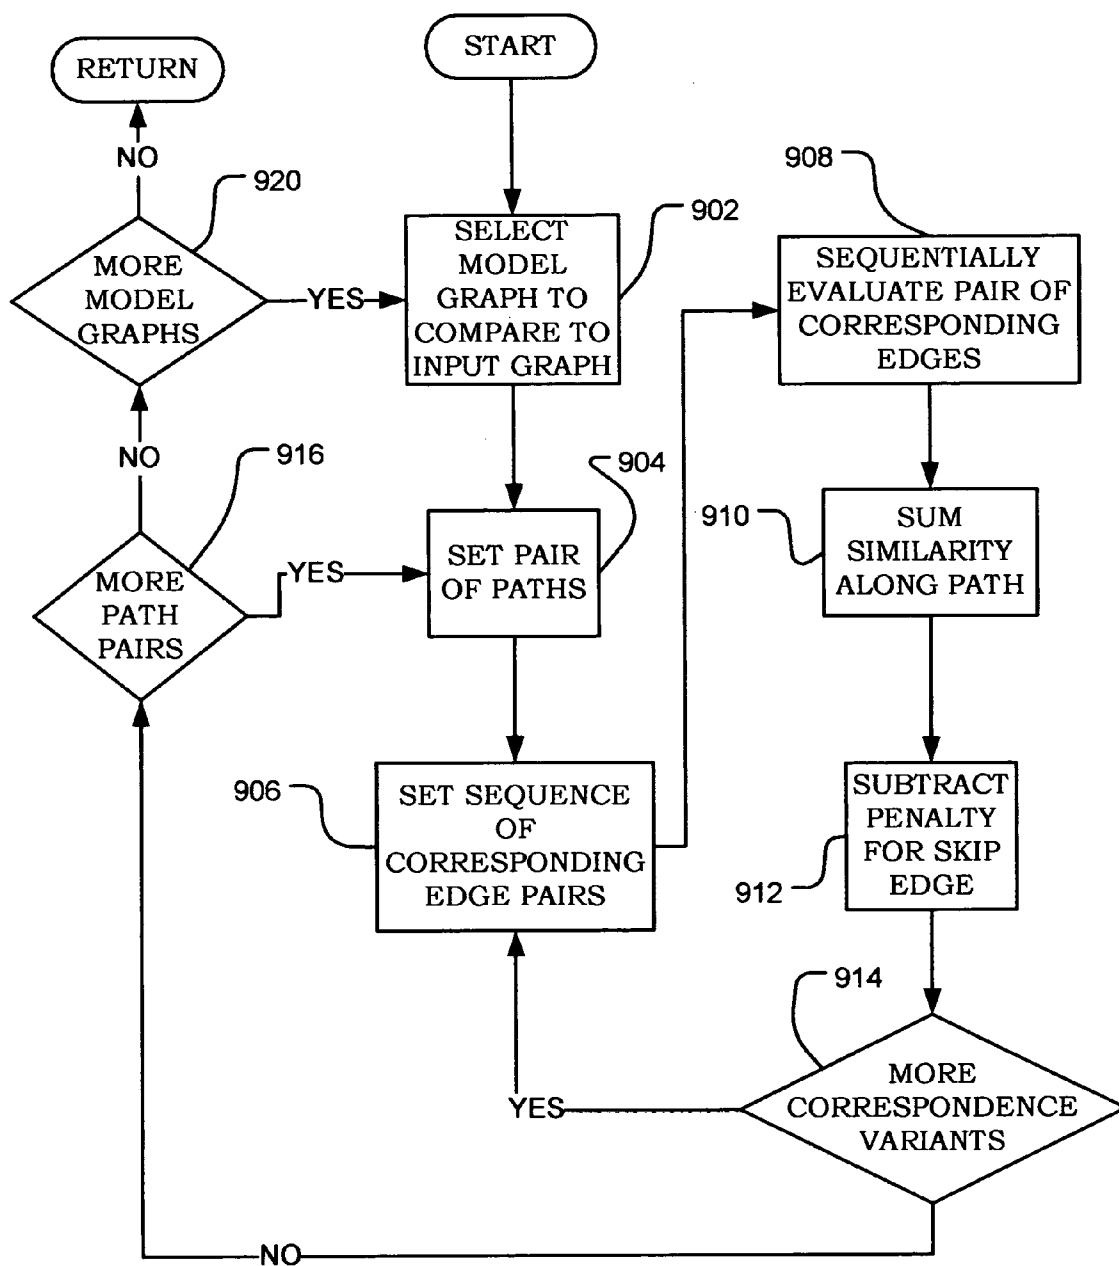 START
RETURN
NO
920
908
902
SELECT
MODEL
GRAPH TO
COMPARE TO
INPUT GRAPH
SEQUENTIALLY
EVALUATE PAIR OF
CORRESPONDING
EDGES
MORE
MODEL
GRAPHS
YES
NO
916
904
910
SUM
SIMILARITY
ALONG PATH
SET PAIR
OF PATHS
YES
MORE
PATH
PAIRS
906
SET SEQUENCE
OF
CORRESPONDING
EDGE PAIRS
SUBTRACT
PENALTY
FOR SKIP
EDGE
912
914
MORE
CORRESPONDENCE
VARIANTS
YES
NO